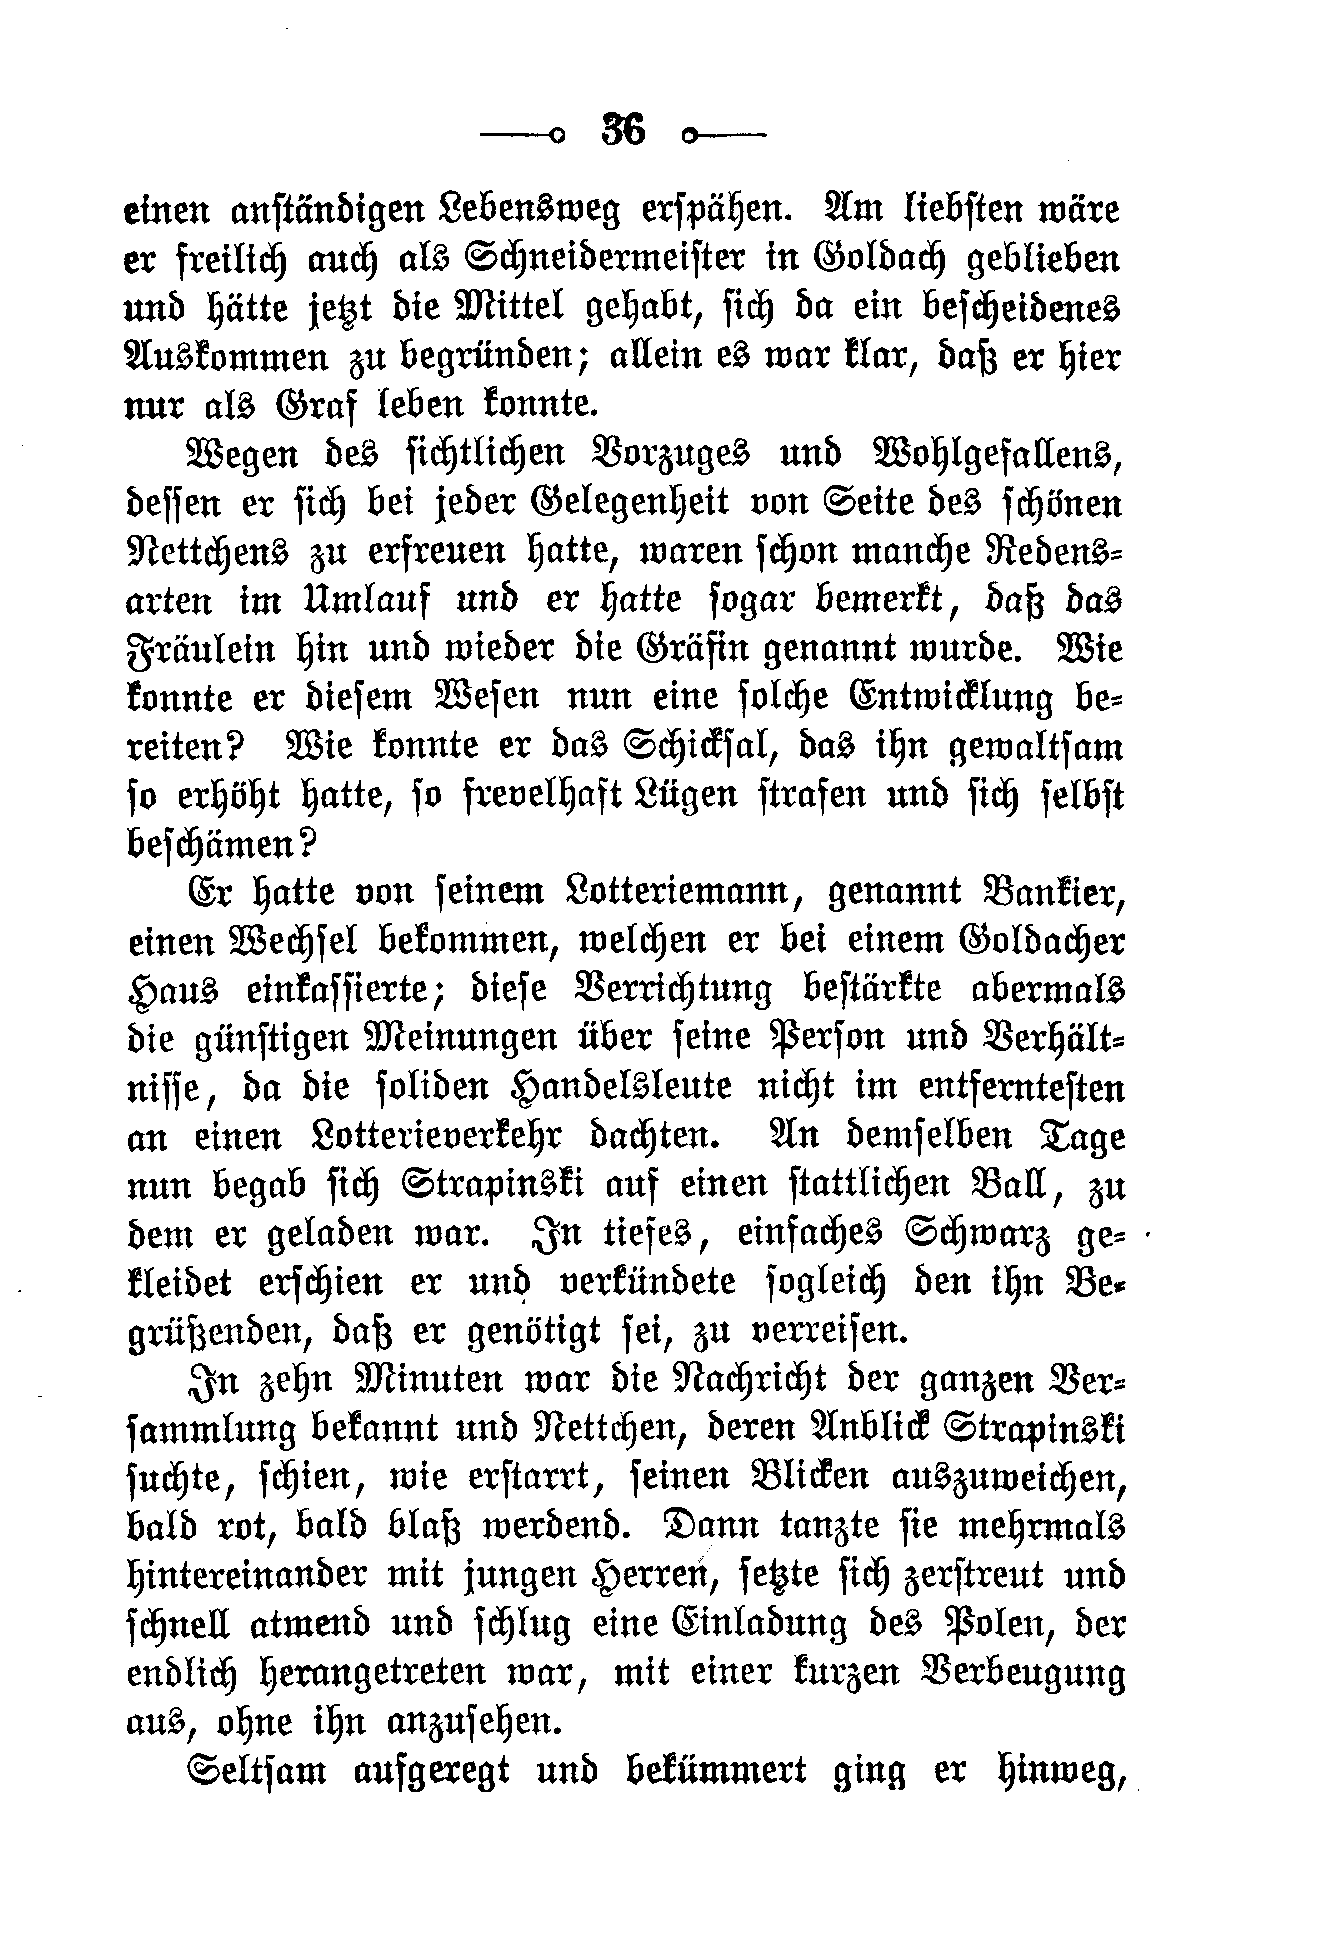 36
einen anständigen Lebensweg erspähen. Am liebsten wäre
er freilich auch als Schneidermeister in Goldach geblieben
und hätte jetzt die Mittel gehabt, sich da ein bescheidenes
Auskommen zu begründen; allein es war klar, daß er hier
nur als Graf leben konnte.
Wegen des sichtlichen Vorzuges und Wohlgefallens,
dessen er sich bei jeder Gelegenheit von Seite des schönen
Nettchens zu erfreuen hatte, waren schon manche Redens-
arten im Umlauf und er hatte sogar bemerkt, daß das
Fräulein hin und wieder die Gräfin genannt wurde. Wie
konnte er diesem Wesen nun eine solche Entwicklung be-
reiten? Wie konnte er das Schicksal, das ihn gewaltsam
so erhöht hatte, so frevelhaft Lügen strafen und sich selbst
beschämen?
Er hatte von seinem Lotteriemann, genannt Bankier,
einen Wechsel bekommen, welchen er bei einem Goldacher
Haus einkassierte; diese Verrichtung bestärkte abermals
die günstigen Meinungen über seine Person und Verhält-
nisse, da die soliden Handelsleute nicht im entferntesten
an einen Lotterieverkehr dachten. An demselben Tage
nun begab sich Strapinski auf einen stattlichen Ball, zu
dem er geladen war. In tiefes, einfaches Schwarz ge-
kleidet erschien er und verkündete sogleich den ihn Be-
grüßenden, daß er genötigt sei, zu verreisen.
In zehn Minuten war die Nachricht der ganzen Ver-
sammlung bekannt und Nettchen, deren Anblick Strapinski
suchte, schien, wie erstarrt, seinen Blicken auszuweichen,
bald rot, bald blaß werdend. Dann tanzte sie mehrmals
hintereinander mit jungen Herren, setzte sich zerstreut und
schnell atmend und schlug eine Einladung des Polen, der
endlich herangetreten war, mit einer kurzen Verbeugung
aus, ohne ihn anzusehen.
Seltsam aufgeregt und bekümmert ging er hinweg,